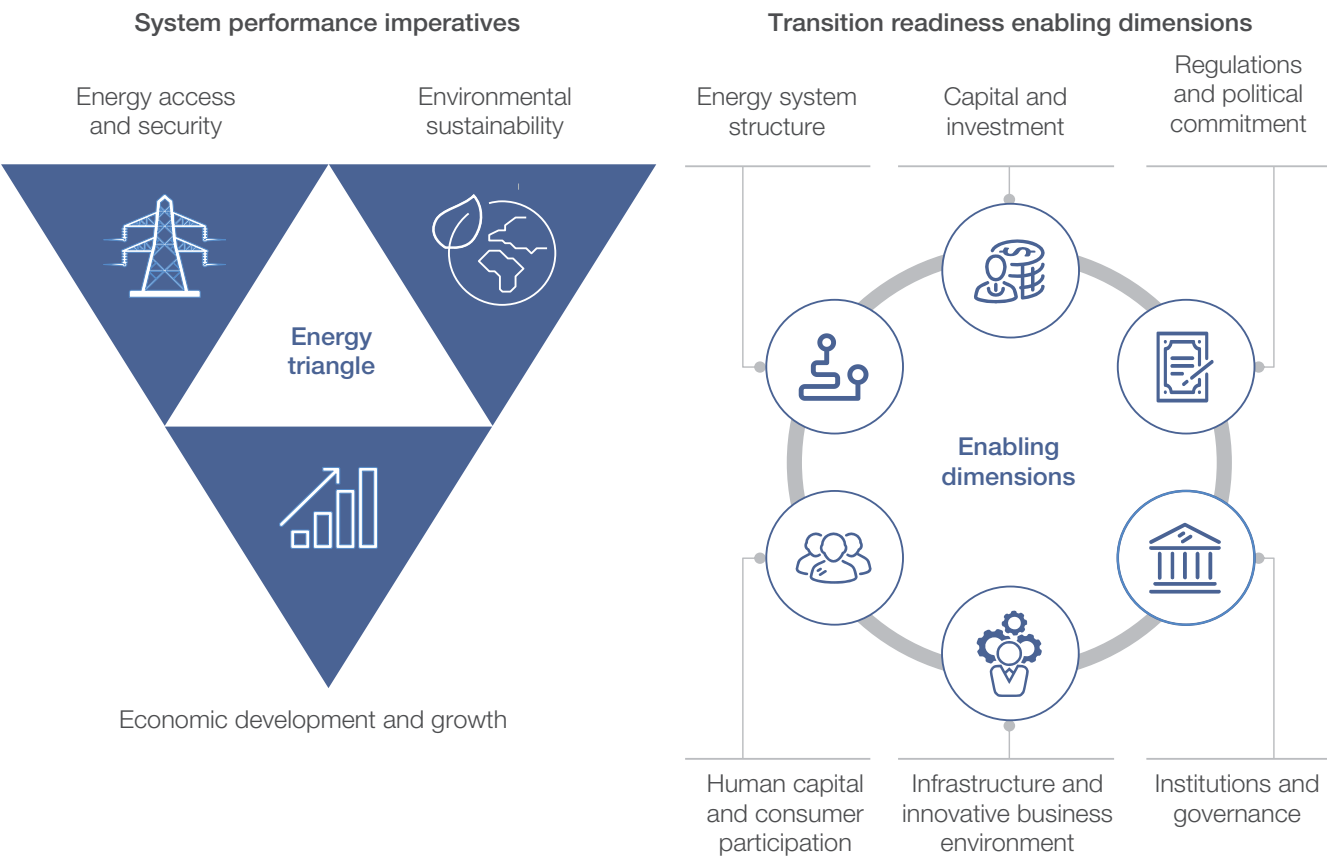 System performance imperatives
Energy access
and security
Environmental
sustainability
Energy
triangle
Economic development and growth
Transition readiness enabling dimensions
Energy system
structure
Capital and
investment
Regulations
and political
commitment
Enabling
dimensions
Human capital
and consumer
participation
Infrastructure and
innovative business
environment
Institutions and
governance